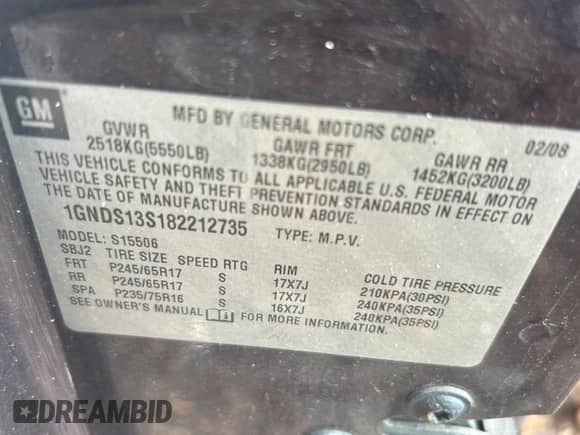 GM
MFD BY GENERAL MOTORS CORP.
02/08
GVWR GAWR FRT GAWR RR
2518KG(5550LB) 1338KG(2950LB) 1452KG(3200LB)
THIS VEHICLE CONFORMS TO ALL APPLICABLE U.S. FEDERAL MOTOR
VEHICLE SAFETY AND THEFT PREVENTION STANDARDS IN EFFECT ON
THE DATE OF MANUFACTURE SHOWN ABOVE.
1GNDS13S182212735 TYPE: M.P.V.
MODEL: S15506
SBJ2 TIRE SIZE SPEED RTG RIM COLD TIRE PRESSURE
FRT P245/65R17 S 17X7J 210KPA(30PSI)
RR P245/65R17 S 17X7J 240KPA(35PSI)
SPA P235/75R16 S 16X7J 240KPA(35PSI)
SEE OWNER'S MANUAL FOR MORE INFORMATION.
DREAMBID